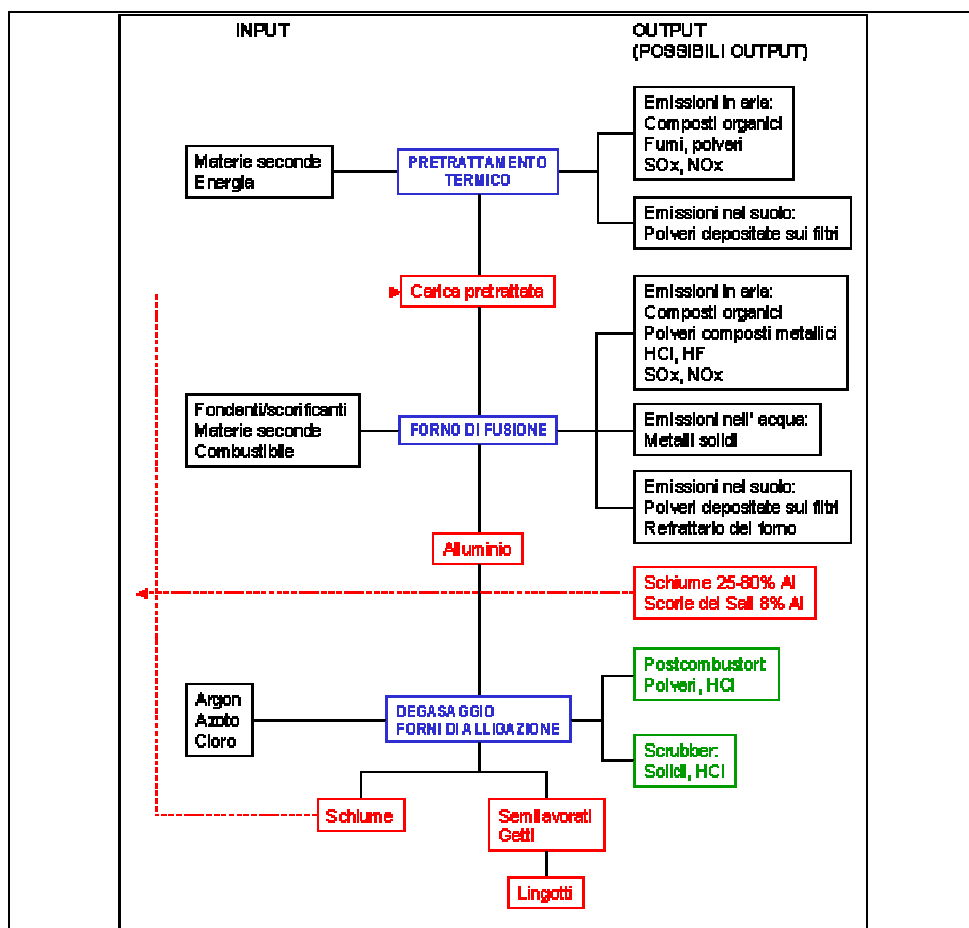 INPUT
OUTPUT
(POSSIBILI OUTPUT)
Emissioni in aria:
Composti organici
Fumi, polveri
SOx, NOx
Materie seconde
Energia
PRETRATTAMENTO
TERMICO
Emissioni nel suolo:
Polveri depositate sui filtri
Carica pretrattata
Emissioni in aria:
Composti organici
Polveri composti metallici
HCl, HF
SOx, NOx
Fondenti/scorificanti
Materie seconde
Combustibile
FORNO DI FUSIONE
Emissioni nell' acqua:
Metalli solidi
Emissioni nel suolo:
Polveri depositate sui filtri
Refrattario del forno
Alluminio
Schiume 25-80% Al
Scorie dei Sali 8% Al
Postcombustori:
Polveri, HCl
Argon
Azoto
Cloro
DEGASAGGIO
FORNI DI ALLIGAZIONE
Scrubber:
Solidi, HCl
Schiume
Semilavorati
Getti
Lingotti